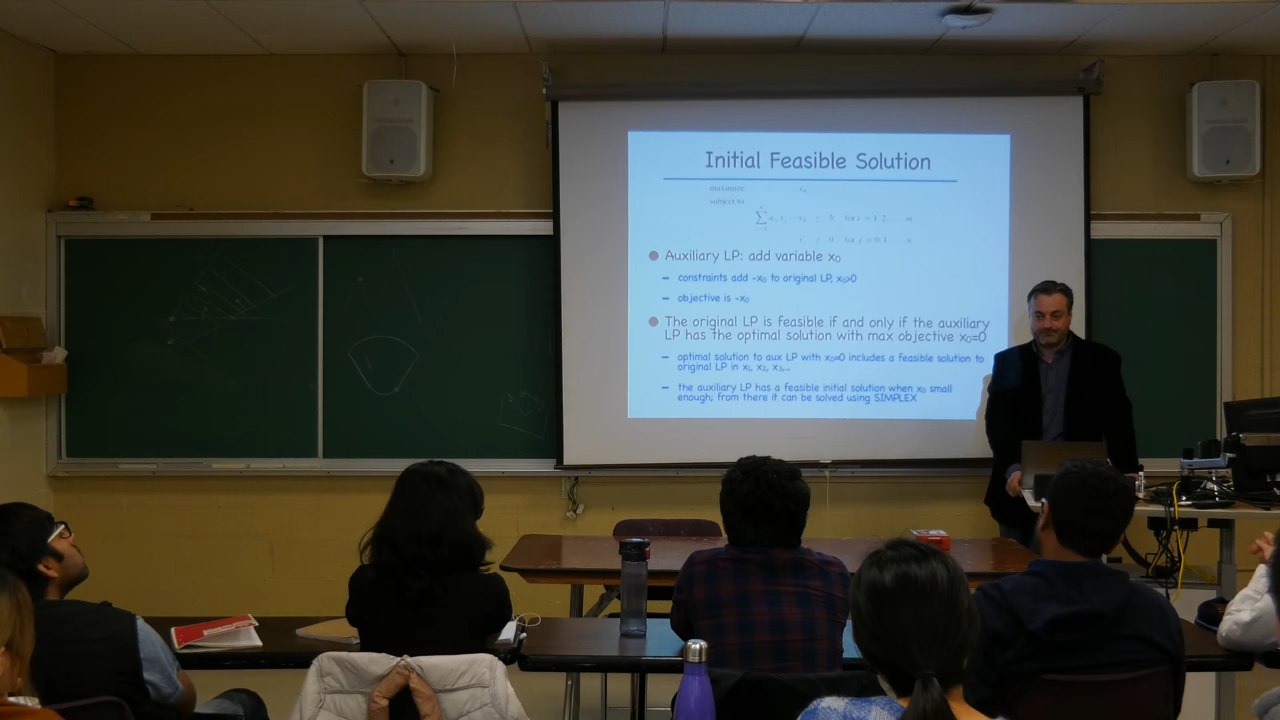 Initial Feasible Solution
maximize -x₀
subject to
Auxiliary LP: add variable x₀
– constraints add -x₀ to original LP, x₀>0
– objective is -x₀
The original LP is feasible if and only if the auxiliary
LP has the optimal solution with max objective x₀=0
– optimal solution to aux LP with x₀=0 includes a feasible solution to
original LP in x₁, x₂, x₃,...
– the auxiliary LP has a feasible initial solution when x₀ small
enough; from there it can be solved using SIMPLEX